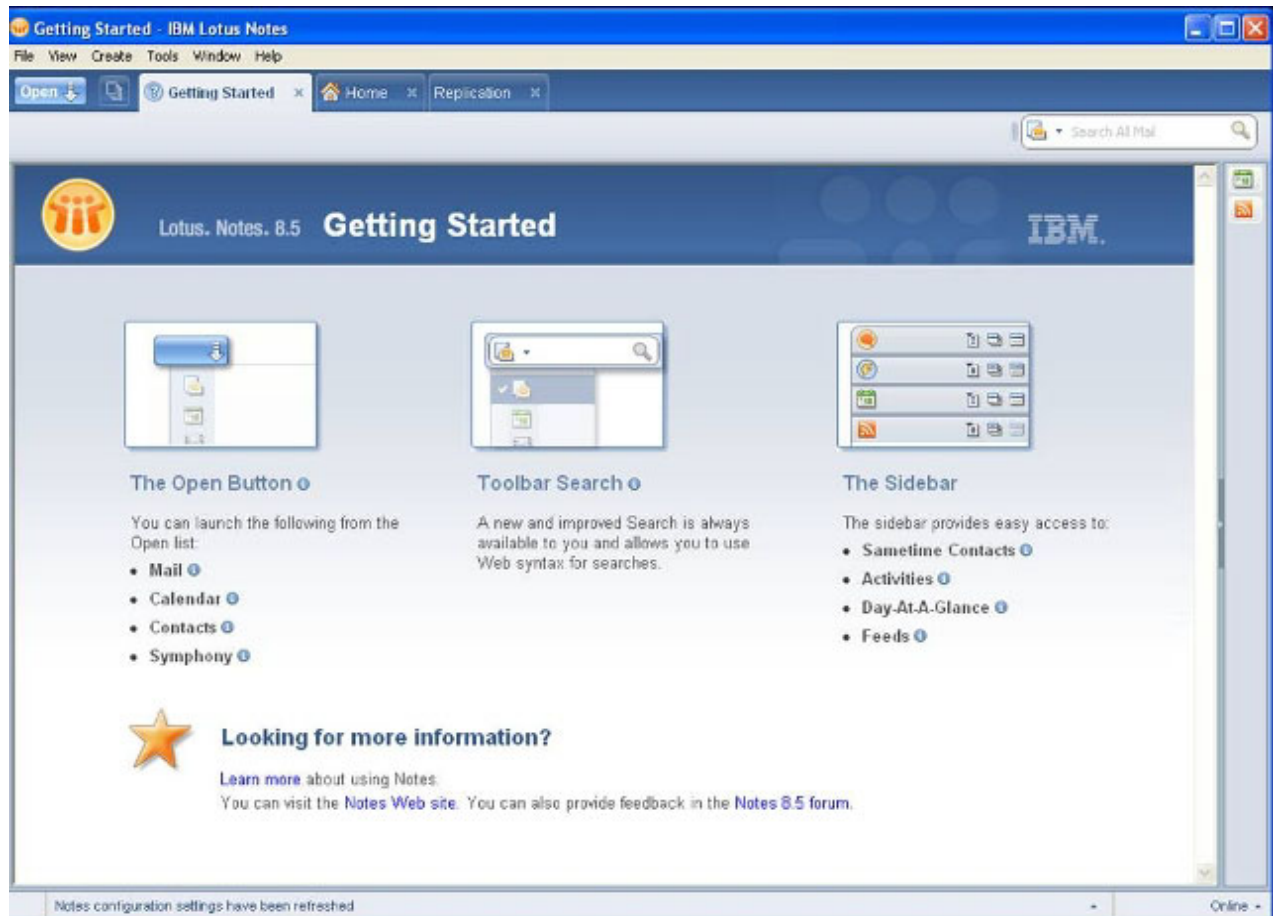 Getting Started - IBM Lotus Notes
File View Create Tools Window Help
Open Getting Started Home Replication
Search All Mail
Lotus. Notes. 8.5 Getting Started IBM.
The Open Button
You can launch the following from the
Open list:
• Mail
• Calendar
• Contacts
• Symphony
Toolbar Search
A new and improved Search is always
available to you and allows you to use
Web syntax for searches.
The Sidebar
The sidebar provides easy access to:
• Sametime Contacts
• Activities
• Day-At-A-Glance
• Feeds
Looking for more information?
Learn more about using Notes.
You can visit the Notes Web site. You can also provide feedback in the Notes 8.5 forum.
Notes configuration settings have been refreshed
Online